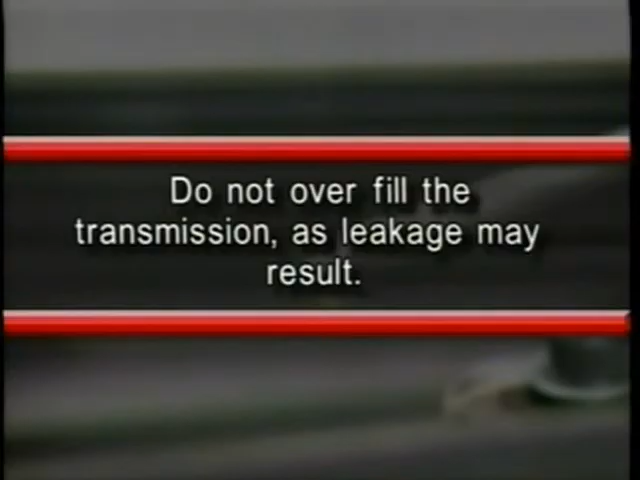 Do not over fill the
transmission, as leakage may
result.